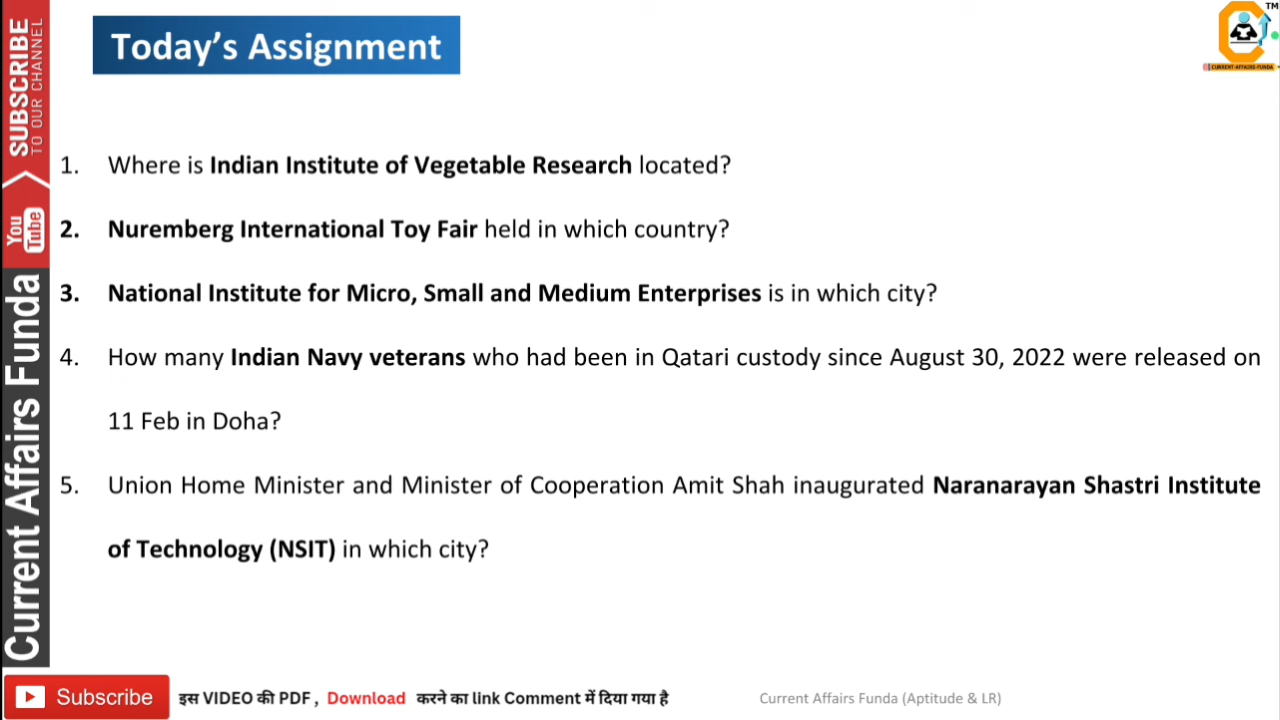 Today's Assignment
TM
CURRENT-AFFAIRS-FUNDA
SUBSCRIBE
TO OUR CHANNEL
You
Tube
Current Affairs Funda
1. Where is Indian Institute of Vegetable Research located?
2. Nuremberg International Toy Fair held in which country?
3. National Institute for Micro, Small and Medium Enterprises is in which city?
4. How many Indian Navy veterans who had been in Qatari custody since August 30, 2022 were released on
11 Feb in Doha?
5. Union Home Minister and Minister of Cooperation Amit Shah inaugurated Naranarayan Shastri Institute
of Technology (NSIT) in which city?
Subscribe
इस VIDEO की PDF , Download करने का link Comment में दिया गया है
Current Affairs Funda (Aptitude & LR)